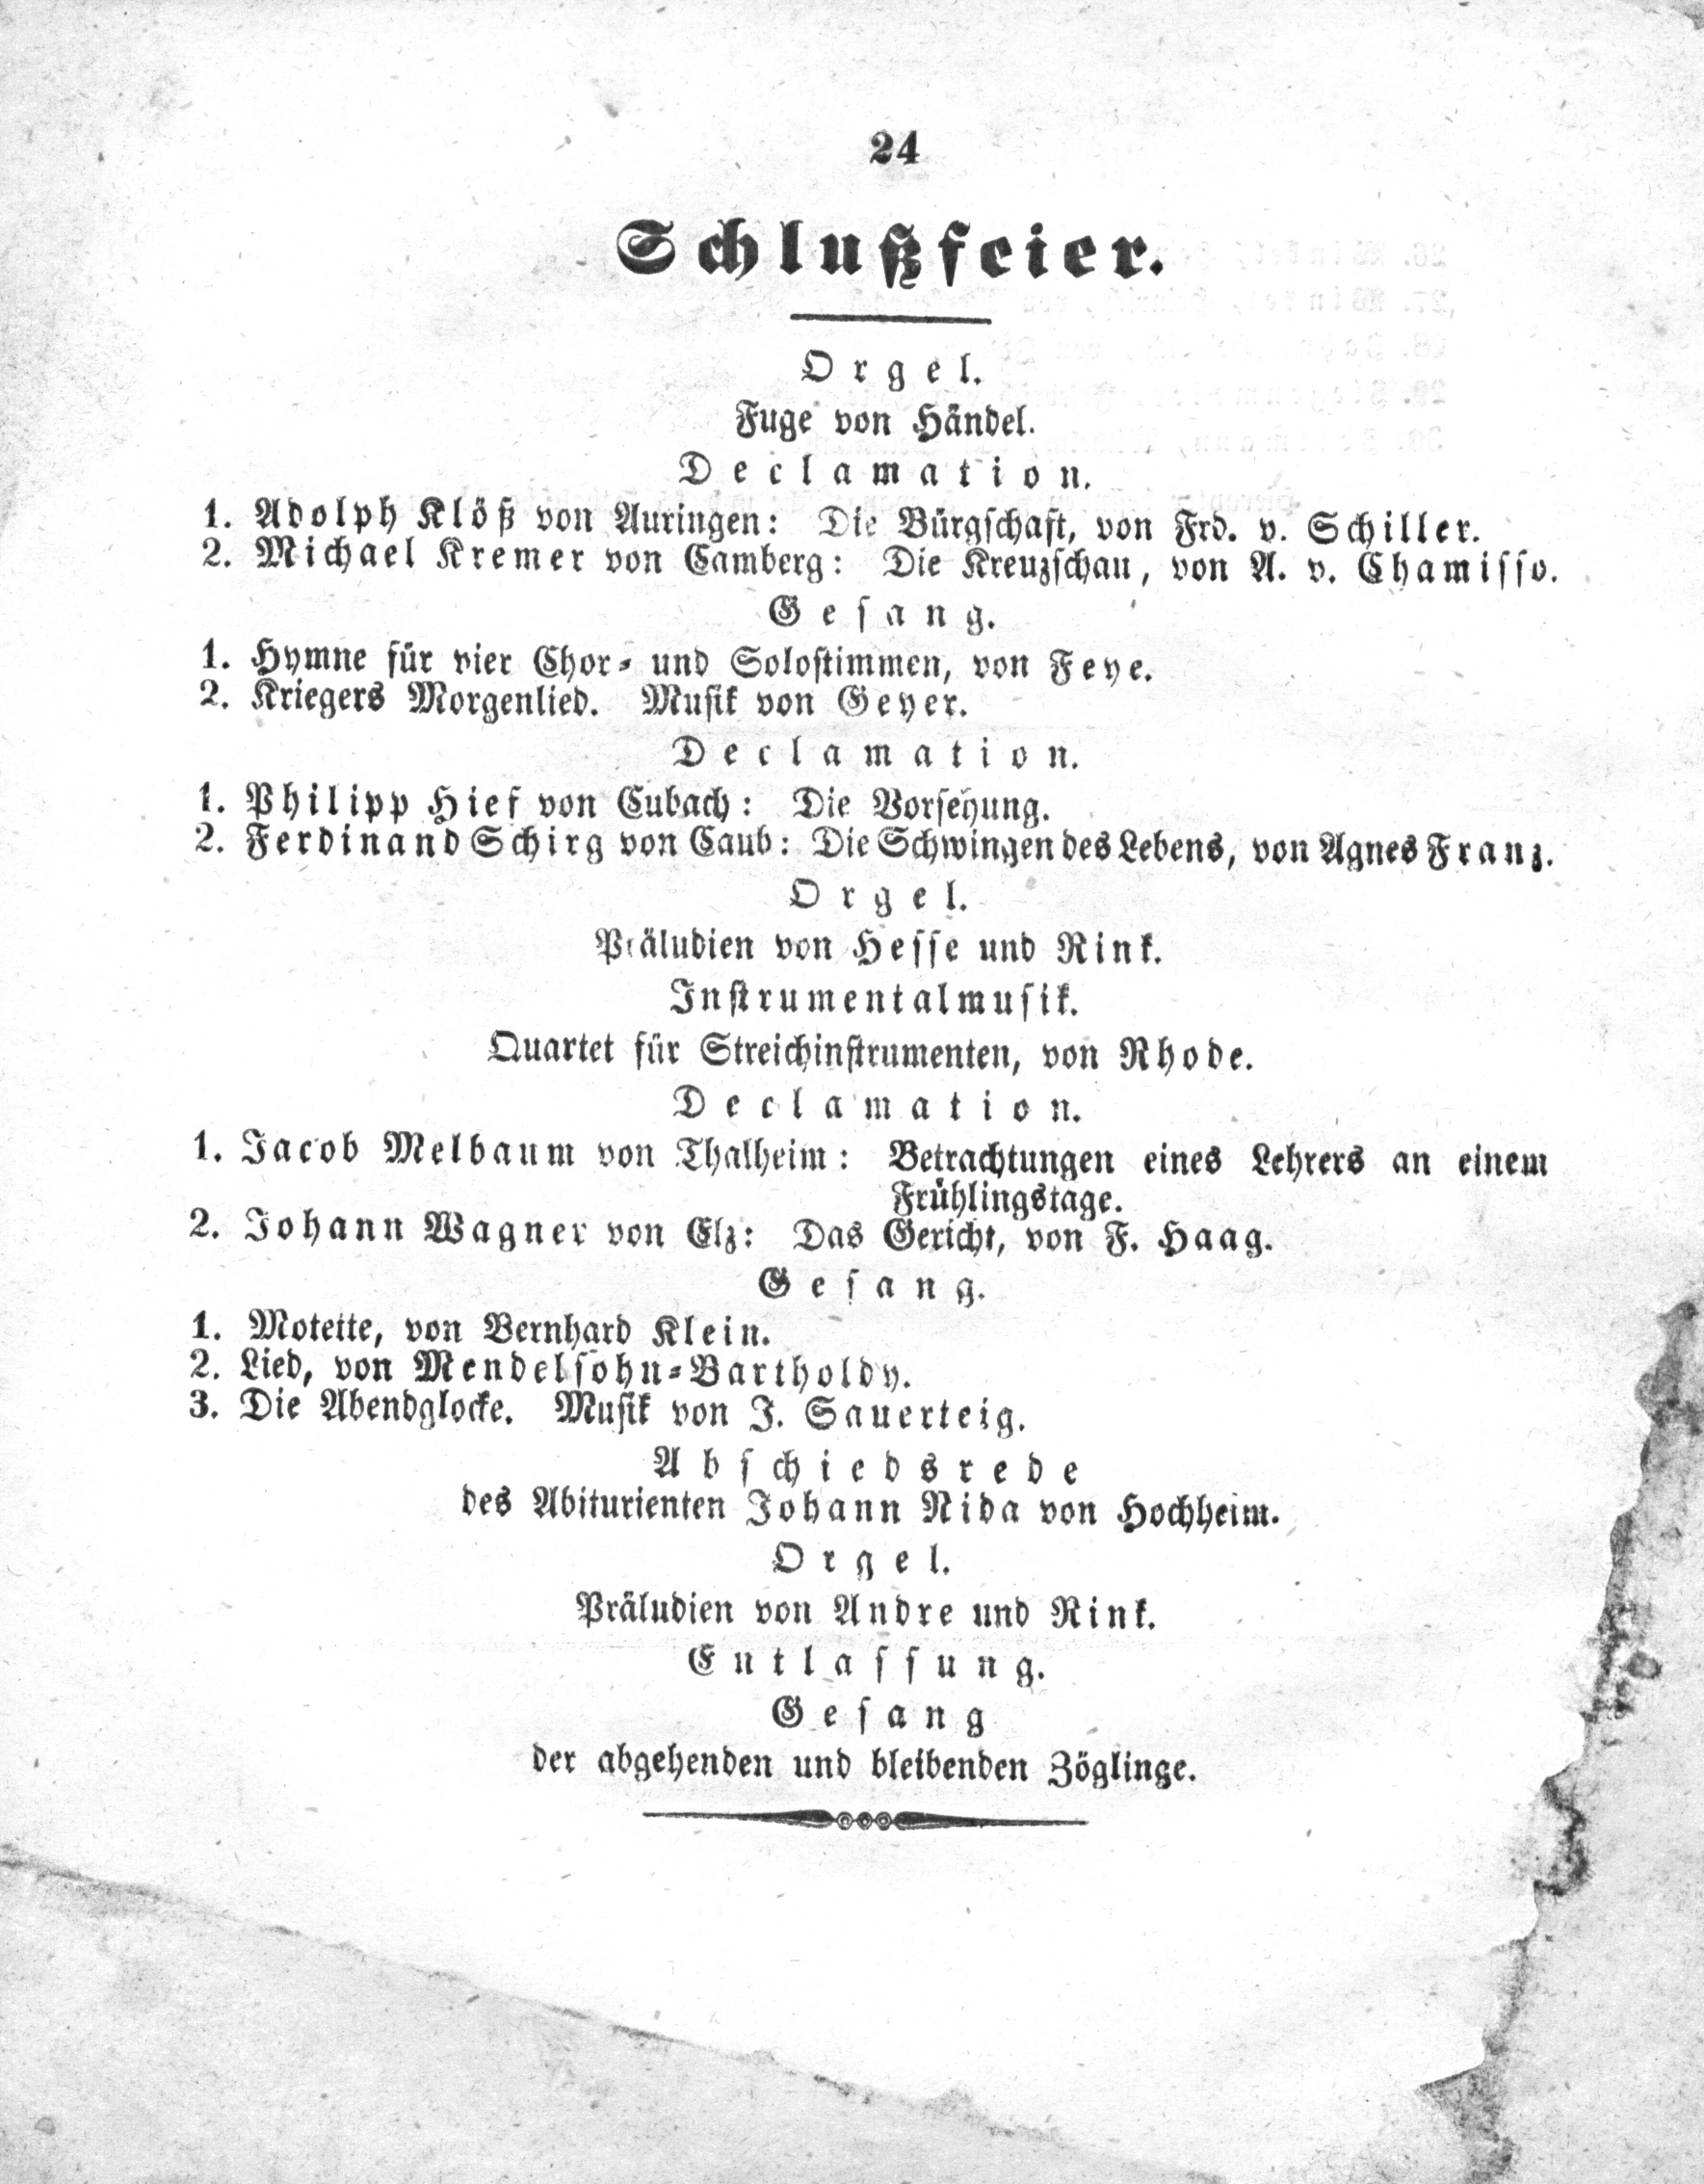 24
Schlußfeier.
Orgel.
Fuge von Händel.
Declamation.
1. Adolph Klöß von Auringen: Die Bürgschaft, von Frd. v. Schiller.
2. Michael Kremer von Camberg: Die Kreuzschau, von A. v. Chamisso.
Gesang.
1. Hymne für vier Chor- und Solostimmen, von Feye.
2. Kriegers Morgenlied. Musik von Geyer.
Declamation.
1. Philipp Hief von Cubach: Die Vorsehung.
2. Ferdinand Schirg von Caub: Die Schwingen des Lebens, von Agnes Franz.
Orgel.
Präludien von Hesse und Rink.
Instrumentalmusik.
Quartet für Streichinstrumenten, von Rhode.
Declamation.
1. Jacob Melbaum von Thalheim: Betrachtungen eines Lehrers an einem
Frühlingstage.
2. Johann Wagner von Elz: Das Gericht, von F. Haag.
Gesang.
1. Motette, von Bernhard Klein.
2. Lied, von Mendelsohn-Bartholdy.
3. Die Abendglocke. Musik von J. Sauerteig.
Abschiedsrede
des Abiturienten Johann Nida von Hochheim.
Orgel.
Präludien von Andre und Rink.
Entlassung.
Gesang
der abgehenden und bleibenden Zöglinge.